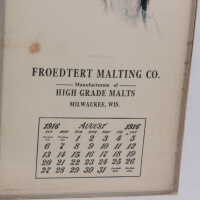 FROEDTERT MALTING CO.
Manufacturers of
HIGH GRADE MALTS
MILWAUKEE, WIS.
1916 AUGUST 1916
1 2 3 4 5
6 7 8 9 10 11 12
13 14 15 16 17 18 19
20 21 22 23 24 25 26
27 28 29 30 31